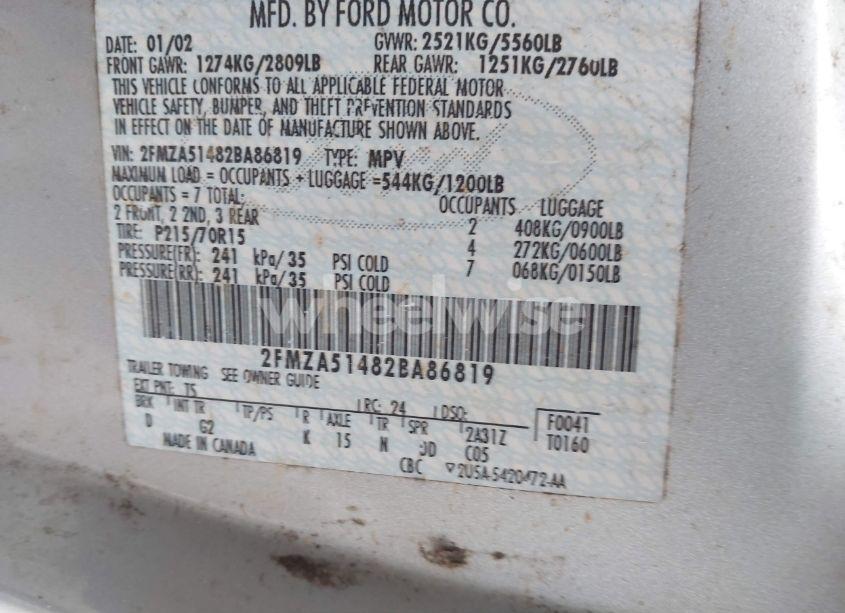 MFD. BY FORD MOTOR CO.
DATE: 01/02 GVWR: 2521KG/5560LB
FRONT GAWR: 1274KG/2809LB REAR GAWR: 1251KG/2760LB
THIS VEHICLE CONFORMS TO ALL APPLICABLE FEDERAL MOTOR
VEHICLE SAFETY, BUMPER, AND THEFT PREVENTION STANDARDS
IN EFFECT ON THE DATE OF MANUFACTURE SHOWN ABOVE.
VIN: 2FMZA51482BA86819 TYPE: MPV
MAXIMUM LOAD = OCCUPANTS + LUGGAGE =544KG/1200LB
OCCUPANTS = 7 TOTAL: OCCUPANTS LUGGAGE
2 FRONT, 2 2ND, 3 REAR 2 408KG/0900LB
TIRE: P215/70R15 4 272KG/0600LB
PRESSURE(FR): 241 kPa/35 PSI COLD 7 068KG/0150LB
PRESSURE(RR): 241 kPa/35 PSI COLD
wheelwise
2FMZA51482BA86819
TRAILER TOWING SEE OWNER GUIDE
EXT PNT: TS RC: 24 DSO: F0041
BRK INT TR TP/PS R AXLE TR SPR 2A31Z T0160
D G2 K 15 N DD C05
MADE IN CANADA CBC 2U5A-5420472-AA